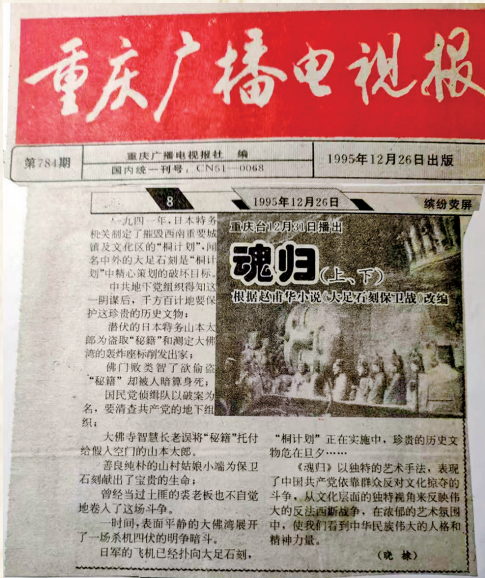 重庆广播电视报
第784期
重庆广播电视报社 编
国内统一刊号：CN51—0068
1995年12月26日出版
8
1995年12月26日
缤纷荧屏
重庆台12月31日播出
魂归(上、下)
根据赵甫华小说《大足石刻保卫战》改编
一九四一年，日本特务
机关制定了摧毁西南重要城
镇及文化区的“桐计划”，闻
名中外的大足石刻是“桐计
划”中精心策划的破坏目标。
中共地下党组织得知这
一阴谋后，千方百计地要保
护这珍贵的历史文物；
潜伏的日本特务山本太
郎为盗取“秘籍”和测定大佛
湾的轰炸座标削发出家；
佛门败类智了欲偷盗
“秘籍”却被人暗算身死；
国民党侦缉队以破案为
名，要清查共产党的地下组
织；
大佛寺智慧长老误将“秘籍”托付
给假入空门的山本太郎。
善良纯朴的山村姑娘小端为保卫
石刻献出了宝贵的生命；
曾经当过土匪的裘老板也不自觉
地卷入了这场斗争。
一时间，表面平静的大佛湾展开
了一场杀机四伏的明争暗斗。
日军的飞机已经扑向大足石刻，
“桐计划”正在实施中，珍贵的历史文
物危在旦夕……
《魂归》以独特的艺术手法，表现
了中国共产党依靠群众反对文化掠夺的
斗争，从文化层面的独特视角来反映伟
大的反法西斯战争，在浓郁的艺术氛围
中，使我们看到中华民族伟大的人格和
精神力量。
(晓棣)